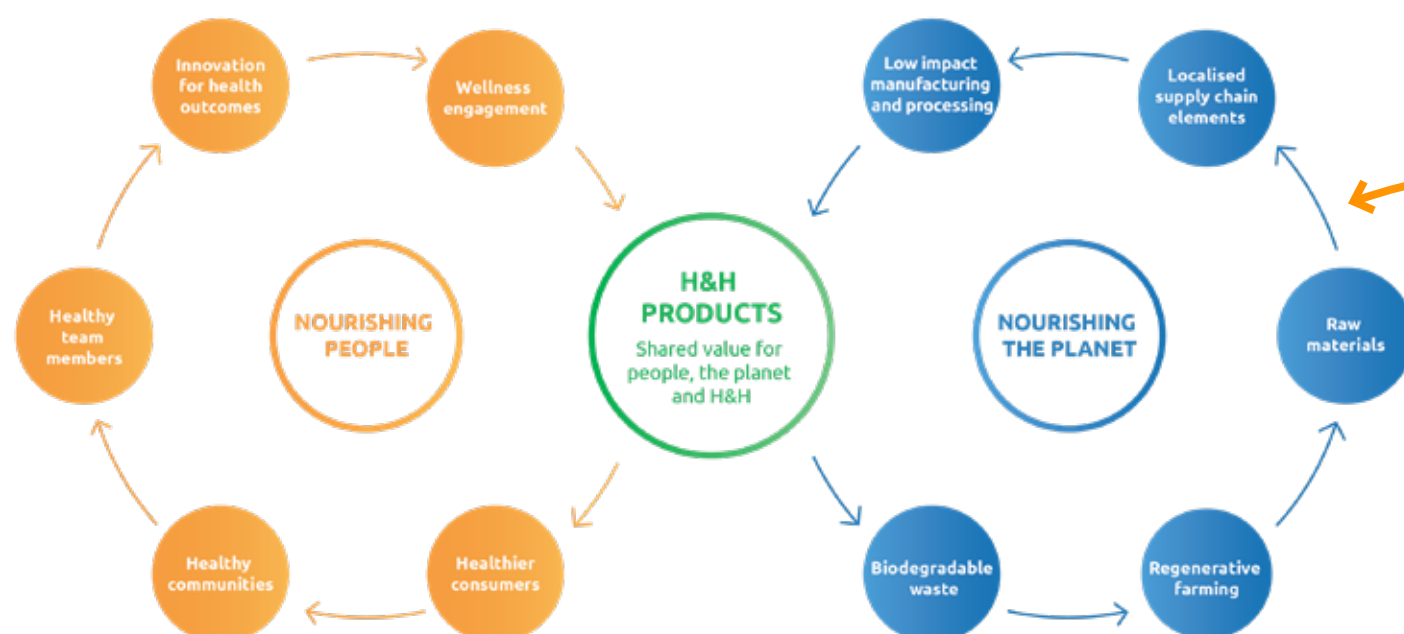 Innovation
for health
outcomes
Wellness
engagement
Low impact
manufacturing
and processing
Localised
supply chain
elements
Healthy
team
members
NOURISHING
PEOPLE
H&H
PRODUCTS
Shared value for
people, the planet
and H&H
NOURISHING
THE PLANET
Raw
materials
Healthy
communities
Healthier
consumers
Biodegradable
waste
Regenerative
farming